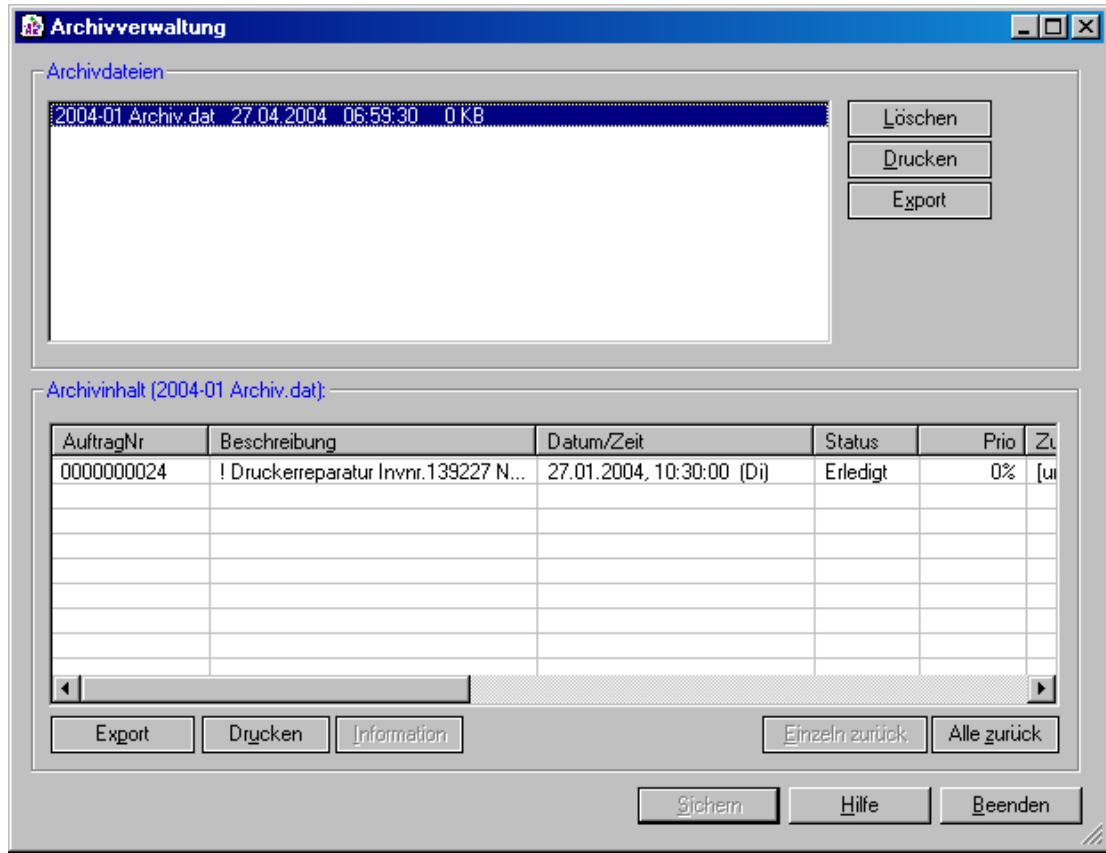 Archivverwaltung
Archivdateien
2004-01 Archiv.dat 27.04.2004 06:59:30 0 KB
Löschen
Drucken
Export
Archivinhalt (2004-01 Archiv.dat):
AuftragNr Beschreibung Datum/Zeit Status Prio Zu
0000000024 ! Druckerreparatur Invnr.139227 N... 27.01.2004, 10:30:00 (Di) Erledigt 0% [un
Export Drucken Information Einzeln zurück Alle zurück
Sichern Hilfe Beenden